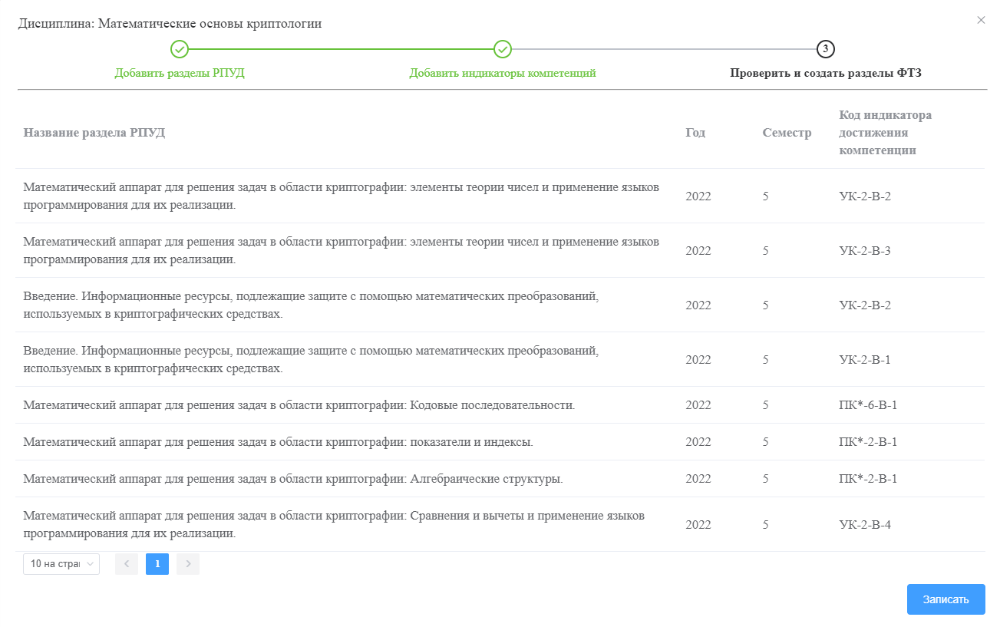 Дисциплина: Математические основы криптологии
3
Добавить разделы РПУД
Добавить индикаторы компетенций
Проверить и создать разделы ФТЗ
Название раздела РПУД
Год
Семестр
Код индикатора
достижения
компетенции
Математический аппарат для решения задач в области криптографии: элементы теории чисел и применение языков
программирования для их реализации.
2022
5
УК-2-В-2
Математический аппарат для решения задач в области криптографии: элементы теории чисел и применение языков
программирования для их реализации.
2022
5
УК-2-В-3
Введение. Информационные ресурсы, подлежащие защите с помощью математических преобразований,
используемых в криптографических средствах.
2022
5
УК-2-В-2
Введение. Информационные ресурсы, подлежащие защите с помощью математических преобразований,
используемых в криптографических средствах.
2022
5
УК-2-В-1
Математический аппарат для решения задач в области криптографии: Кодовые последовательности.
2022
5
ПК*-6-В-1
Математический аппарат для решения задач в области криптографии: показатели и индексы.
2022
5
ПК*-2-В-1
Математический аппарат для решения задач в области криптографии: Алгебраические структуры.
2022
5
ПК*-2-В-1
Математический аппарат для решения задач в области криптографии: Сравнения и вычеты и применение языков
программирования для их реализации.
2022
5
УК-2-В-4
10 на стран
1
Записать